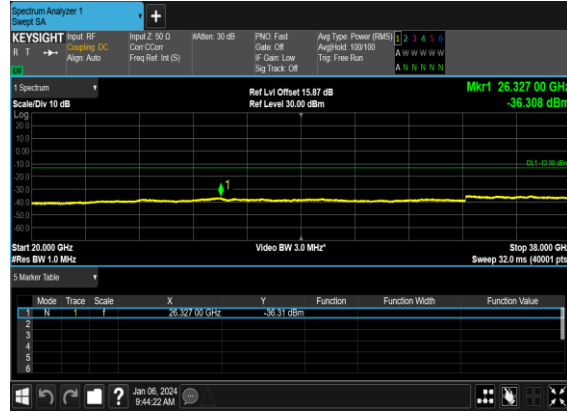 Spectrum Analyzer 1
Swept SA
KEYSIGHT Input: RF Input Z: 50 Ω #Atten: 30 dB PNO: Fast Avg Type: Power (RMS) 1 2 3 4 5 6
R T Coupling: DC Corr CCorr Gate: Off Avg|Hold: 100/100 A W W W W W
Align: Auto Freq Ref: Int (S) IF Gain: Low Trig: Free Run
Sig Track: Off A N N N N N
1 Spectrum Ref Lvl Offset 15.87 dB Mkr1 26.327 00 GHz
Scale/Div 10 dB Ref Level 30.00 dBm -36.308 dBm
Log
20.0
10.0
0.00
-10.0 DL1 -13.00 dBm
-20.0
-30.0 1
-40.0
-50.0
-60.0
Start 20.000 GHz Video BW 3.0 MHz* Stop 38.000 GHz
#Res BW 1.0 MHz Sweep 32.0 ms (40001 pts)
5 Marker Table
Mode Trace Scale X Y Function Function Width Function Value
1 N 1 f 26.327 00 GHz -36.31 dBm
2
3
4
5
6
? Jan 06, 2024
9:44:22 AM